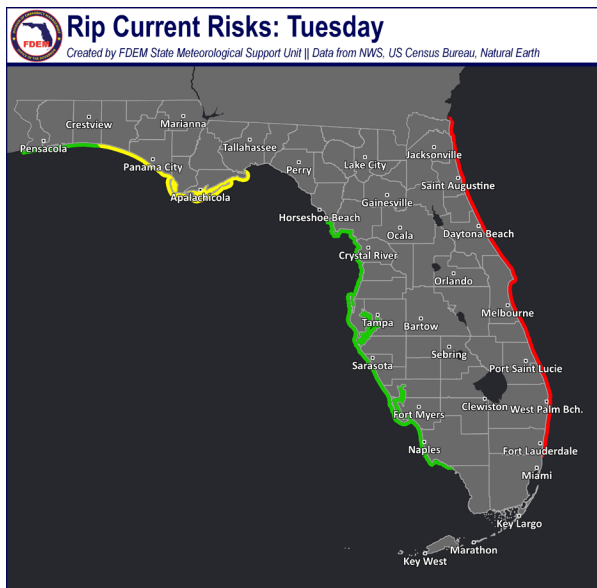 Rip Current Risks: Tuesday
FDEM
Created by FDEM State Meteorological Support Unit || Data from NWS, US Census Bureau, Natural Earth
Crestview
Marianna
Pensacola
Tallahassee
Jacksonville
Panama City
Perry
Lake City
Saint Augustine
Apalachicola
Gainesville
Horseshoe Beach
Ocala
Daytona Beach
Crystal River
Orlando
Melbourne
Tampa
Bartow
Sebring
Sarasota
Port Saint Lucie
Clewiston
West Palm Bch.
Fort Myers
Naples
Fort Lauderdale
Miami
Key Largo
Marathon
Key West